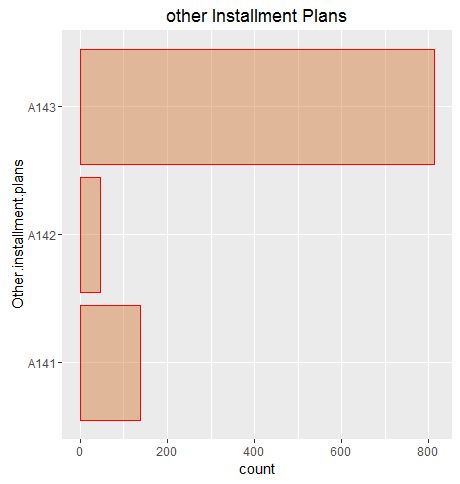 other Installment Plans
Other.installment.plans
A143
A142
A141
0 200 400 600 800
count